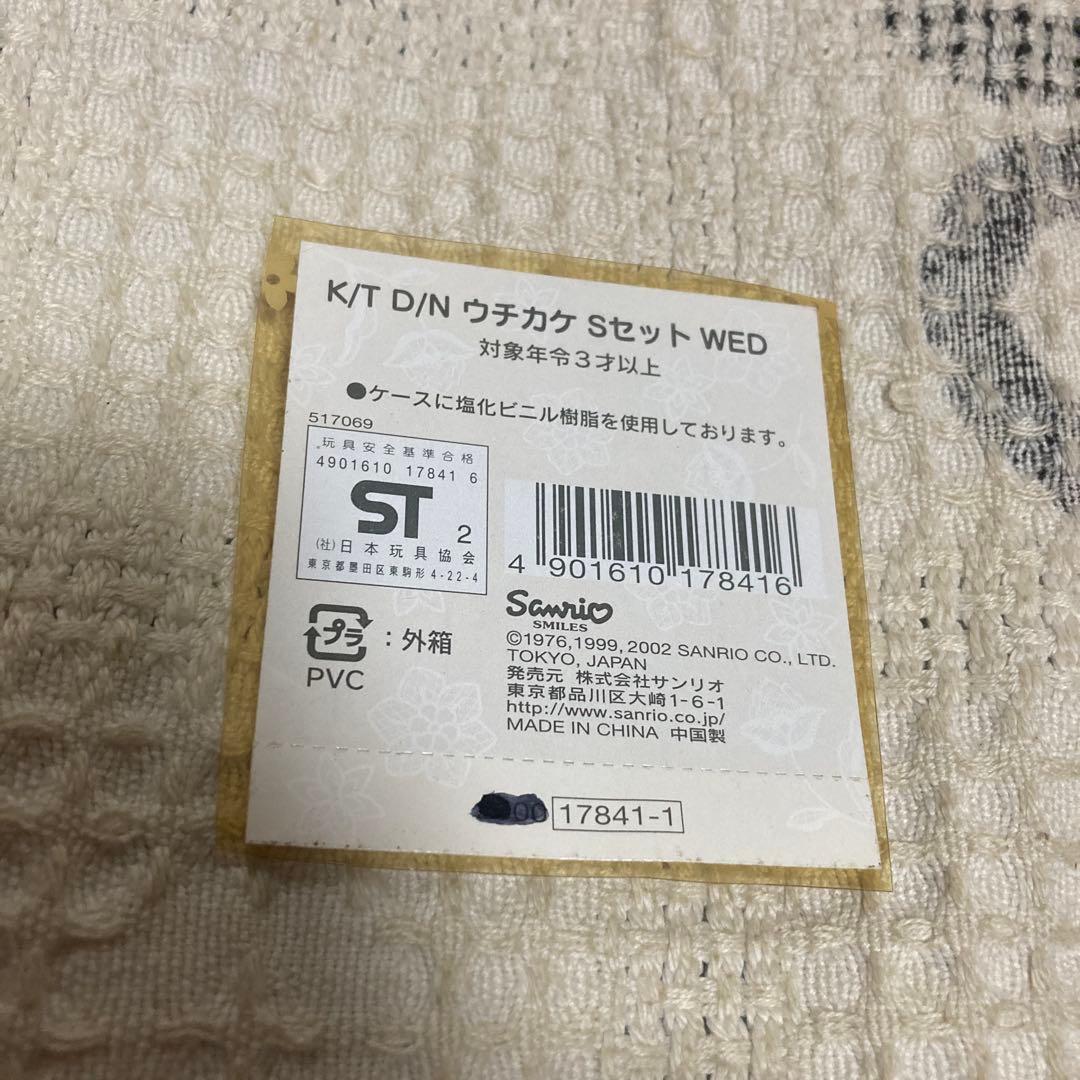 K/T D/N ウチカケ Sセット WED
対象年令3才以上
●ケースに塩化ビニル樹脂を使用しております。
517069
玩具安全基準合格
4901610 17841 6
ST 2
(社)日本玩具協会
東京都墨田区東駒形4-22-4
プラ : 外箱
PVC
4 901610 178416
Sanrio
SMILES
©1976,1999,2002 SANRIO CO., LTD.
TOKYO, JAPAN
発売元 株式会社サンリオ
東京都品川区大崎1-6-1
http://www.sanrio.co.jp/
MADE IN CHINA 中国製
00 17841-1